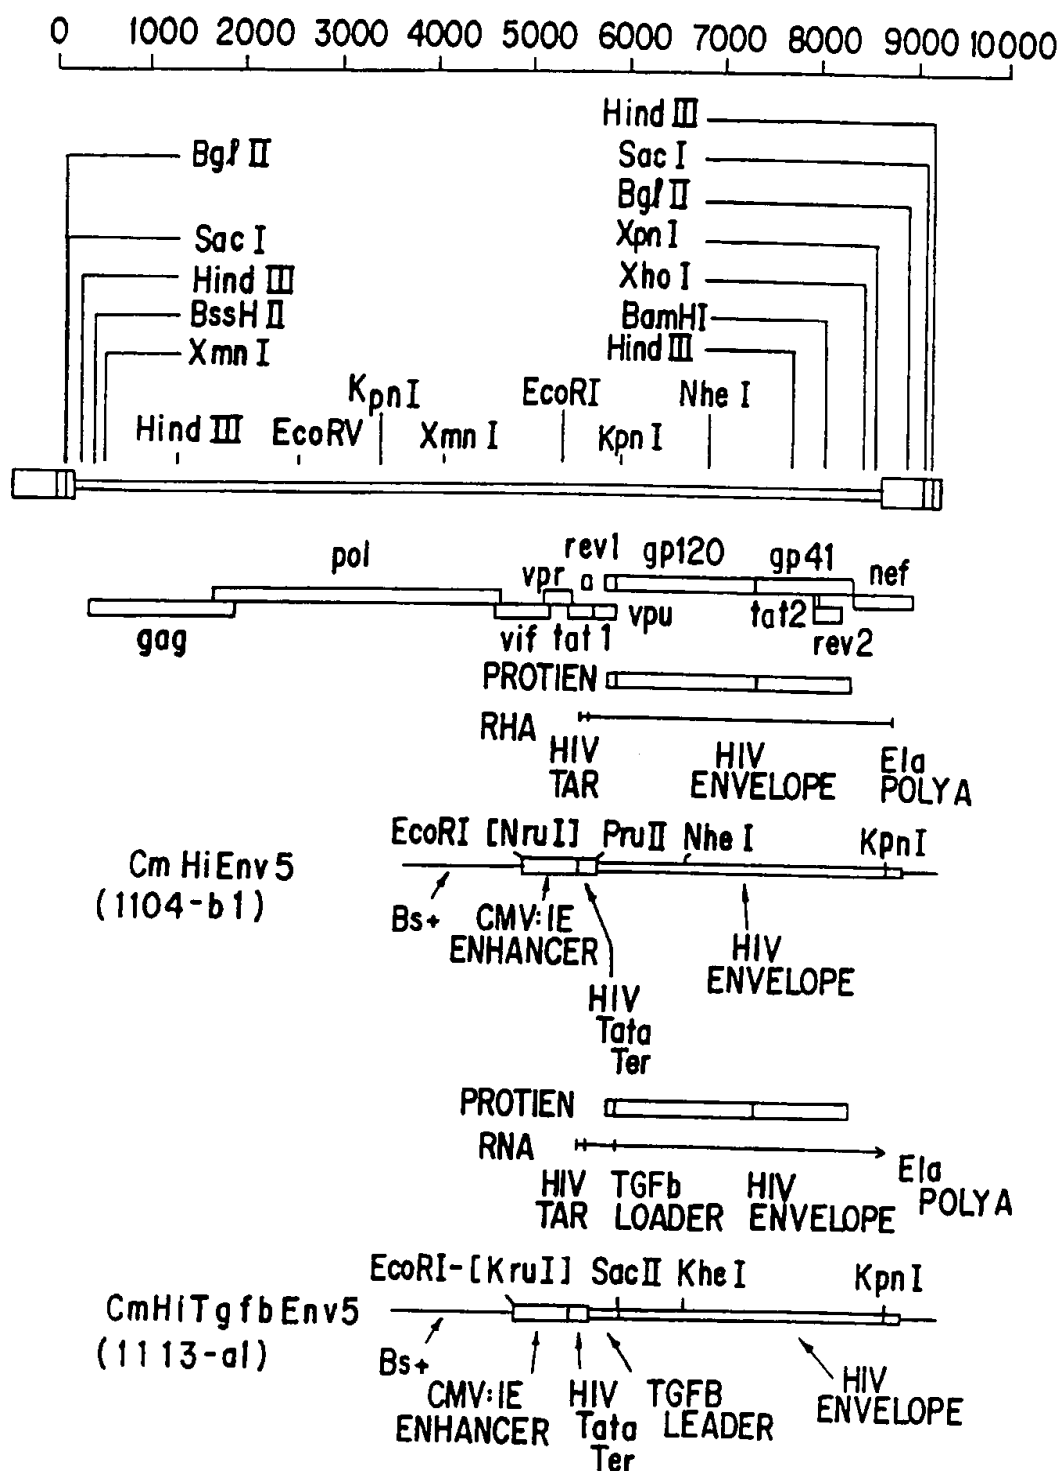 0 1000 2000 3000 4000 5000 6000 7000 8000 9000 10000
Hind III
Bgl II
Sac I
Bgl II
Sac I
Xpn I
Hind III
Xho I
BssH II
BamHI
Xmn I
Hind III
KpnI
EcoRI
Nhe I
Hind III
EcoRV
Xmn I
Kpn I
pol
rev1
gp120
gp41
vpr
nef
gag
vif
tat 1
vpu
tat2
rev2
PROTIEN
RHA
HIV
TAR
HIV
ENVELOPE
Ela
POLY A
EcoRI [NruI] PruII Nhe I
KpnI
Cm HiEnv 5
(1104-b1)
Bs+
CMV:IE
ENHANCER
HIV
ENVELOPE
HIV
Tata
Ter
PROTIEN
RNA
HIV
TAR
TGFb
LOADER
HIV
ENVELOPE
Ela
POLY A
EcoRI-[KruI] SacII KheI
KpnI
CmHiTgfbEnv5
(1113-al)
Bs+
CMV:IE
ENHANCER
HIV
Tata
Ter
TGFB
LEADER
HIV
ENVELOPE